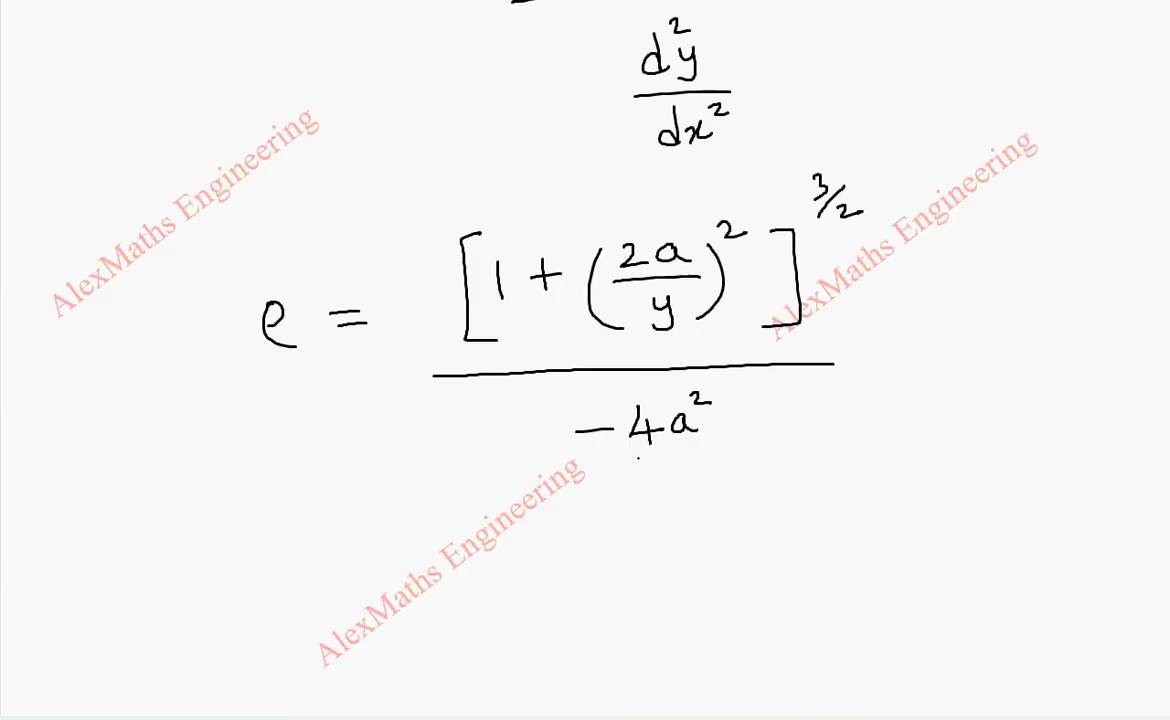 d²y
dx²
ρ = [1 + (2a/y)²]^3/2
-4a²
AlexMaths Engineering
AlexMaths Engineering
AlexMaths Engineering